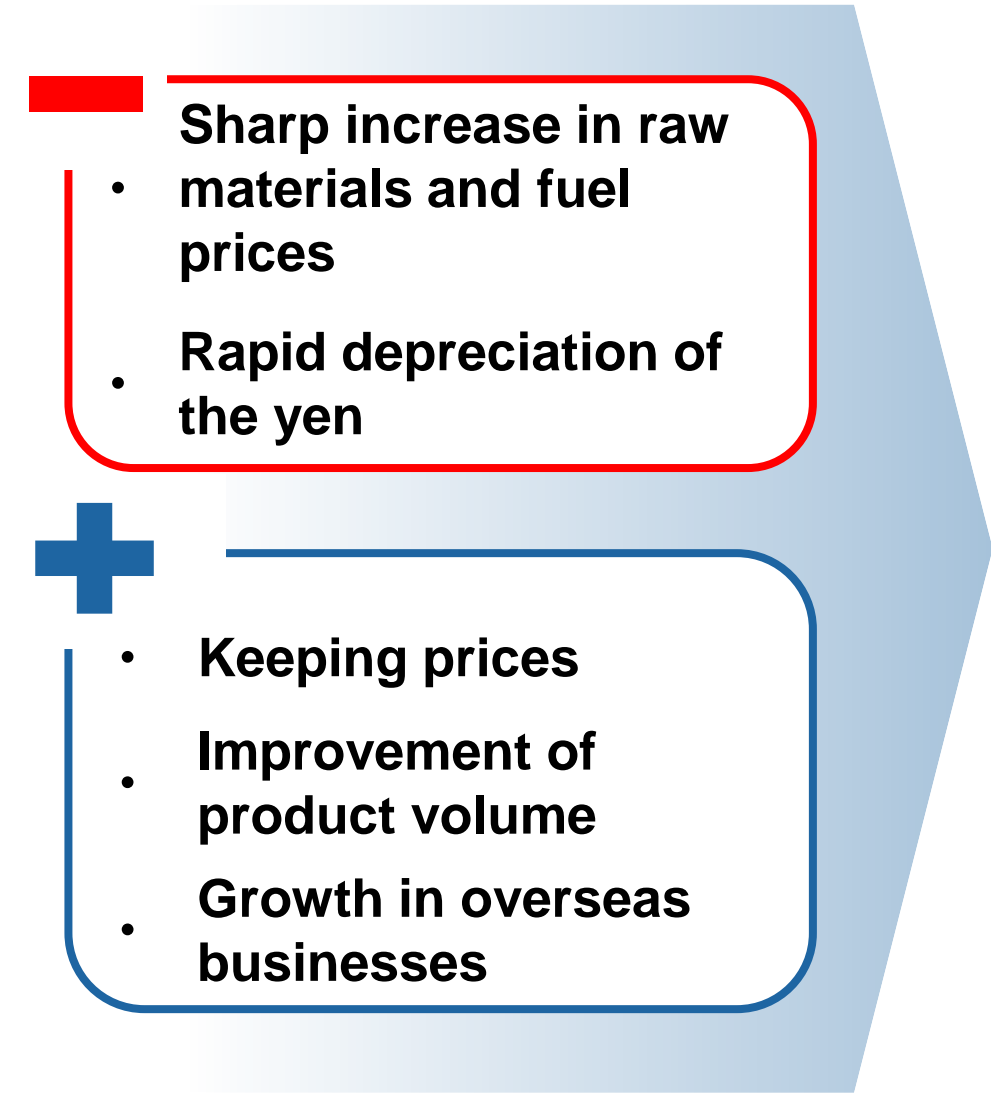 • Sharp increase in raw
materials and fuel
prices
• Rapid depreciation of
the yen
• Keeping prices
• Improvement of
product volume
• Growth in overseas
businesses